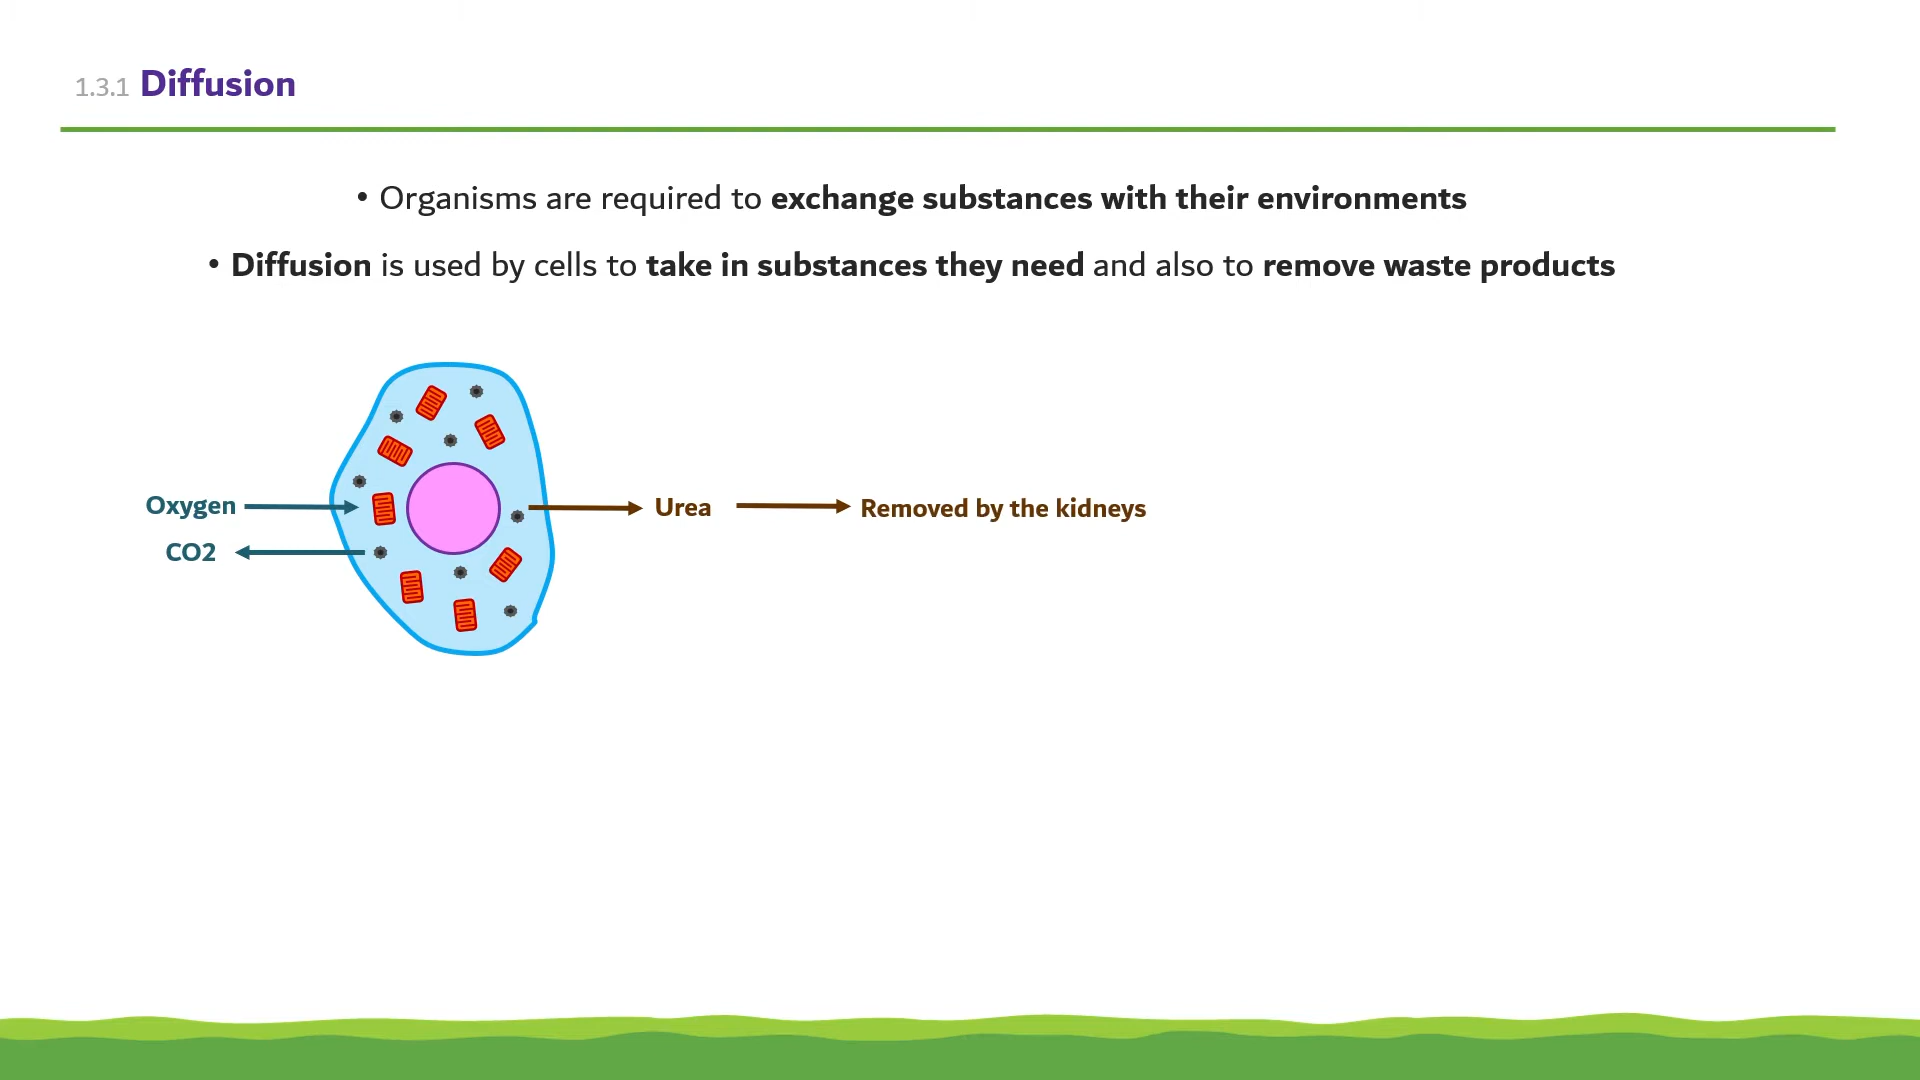 1.3.1 Diffusion
• Organisms are required to exchange substances with their environments
• Diffusion is used by cells to take in substances they need and also to remove waste products
Oxygen
CO2
Urea
Removed by the kidneys